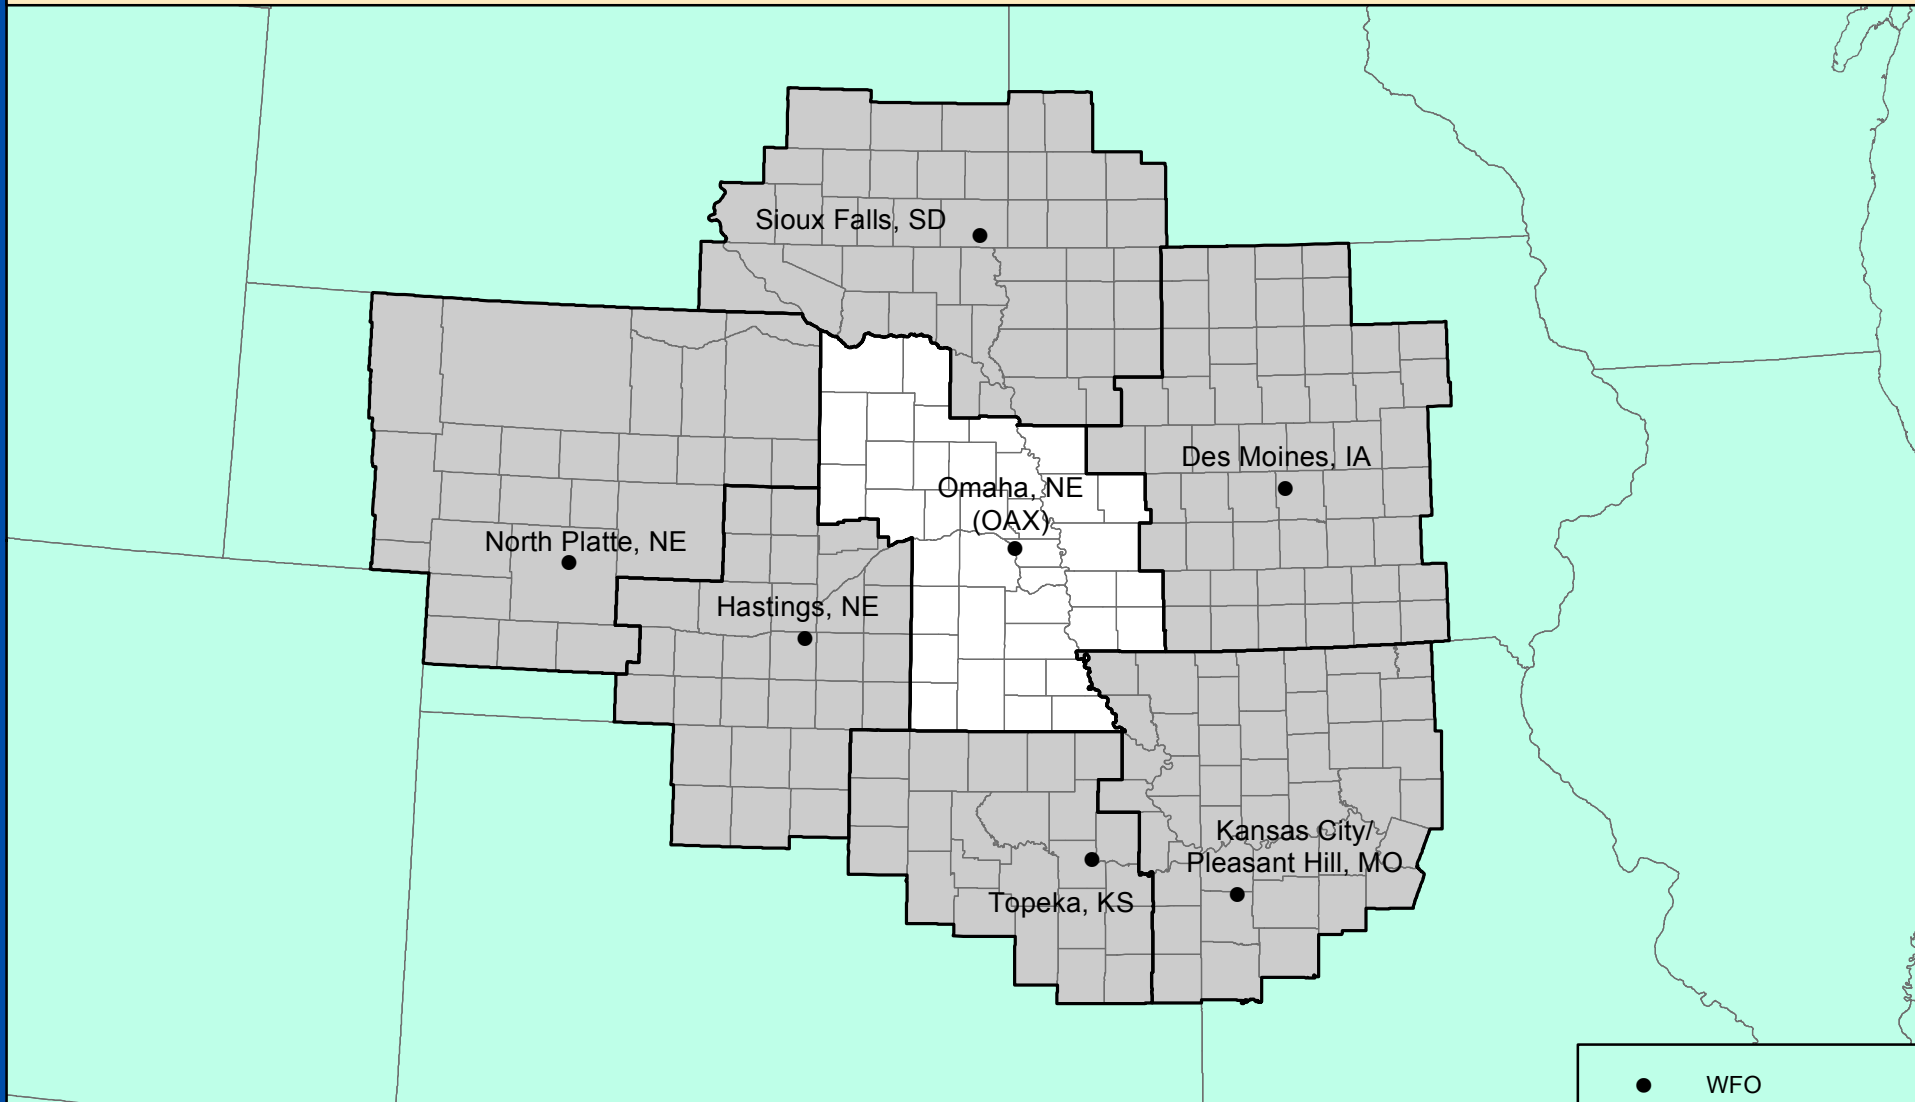 Sioux Falls, SD
Des Moines, IA
Omaha, NE
(OAX)
North Platte, NE
Hastings, NE
Kansas City/
Pleasant Hill, MO
Topeka, KS
WFO